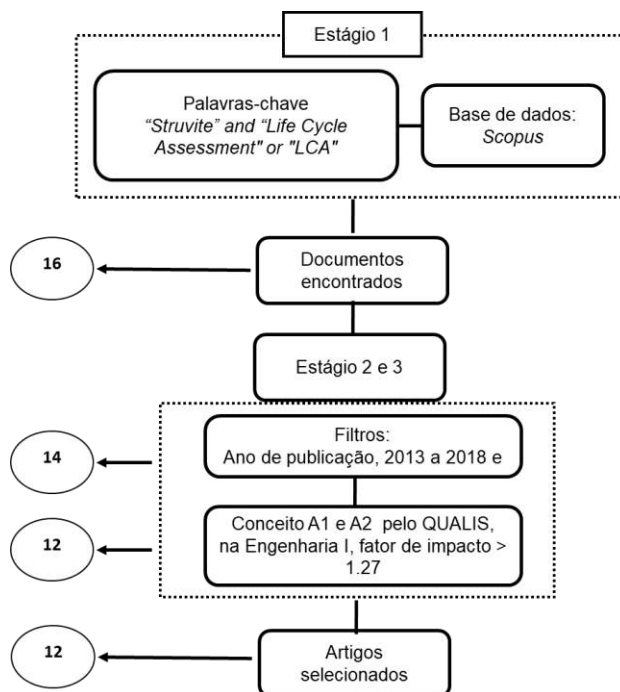 Estágio 1
Palavras-chave
“Struvite” and “Life Cycle
Assessment" or "LCA"
Base de dados:
Scopus
16
Documentos
encontrados
Estágio 2 e 3
14
Filtros:
Ano de publicação, 2013 a 2018 e
12
Conceito A1 e A2 pelo QUALIS,
na Engenharia I, fator de impacto >
1.27
12
Artigos
selecionados